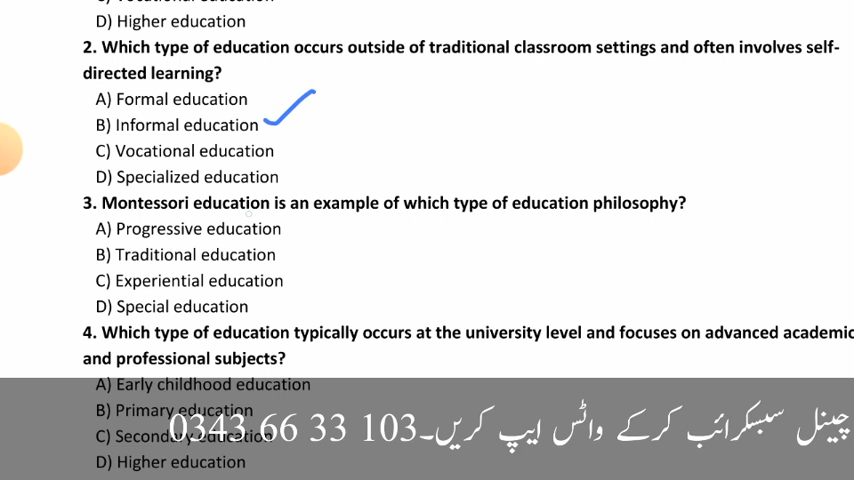 D) Higher education
2. Which type of education occurs outside of traditional classroom settings and often involves self-
directed learning?
A) Formal education
B) Informal education
C) Vocational education
D) Specialized education
3. Montessori education is an example of which type of education philosophy?
A) Progressive education
B) Traditional education
C) Experiential education
D) Special education
4. Which type of education typically occurs at the university level and focuses on advanced academic
and professional subjects?
A) Early childhood education
B) Primary education
C) Secondary education
D) Higher education
چینل سبسکرائب کرکے واٹس ایپ کریں۔103 33 66 0343